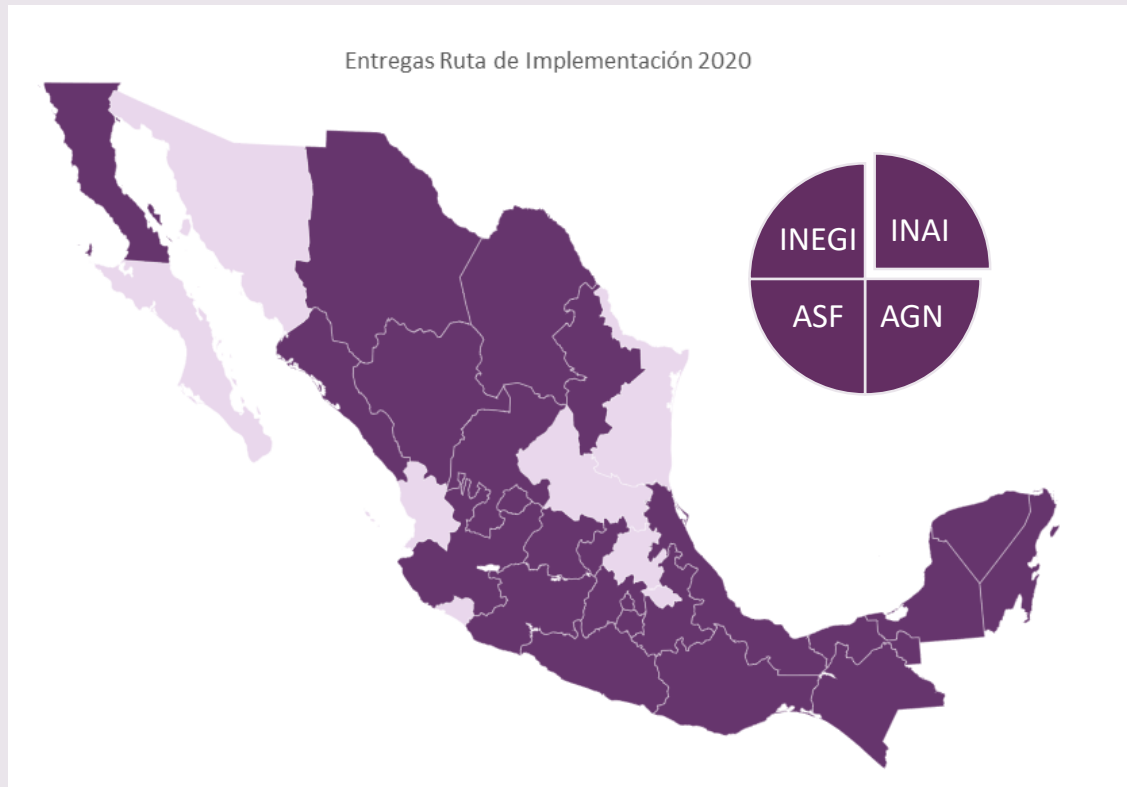 Entregas Ruta de Implementación 2020
INEGI
INAI
ASF
AGN